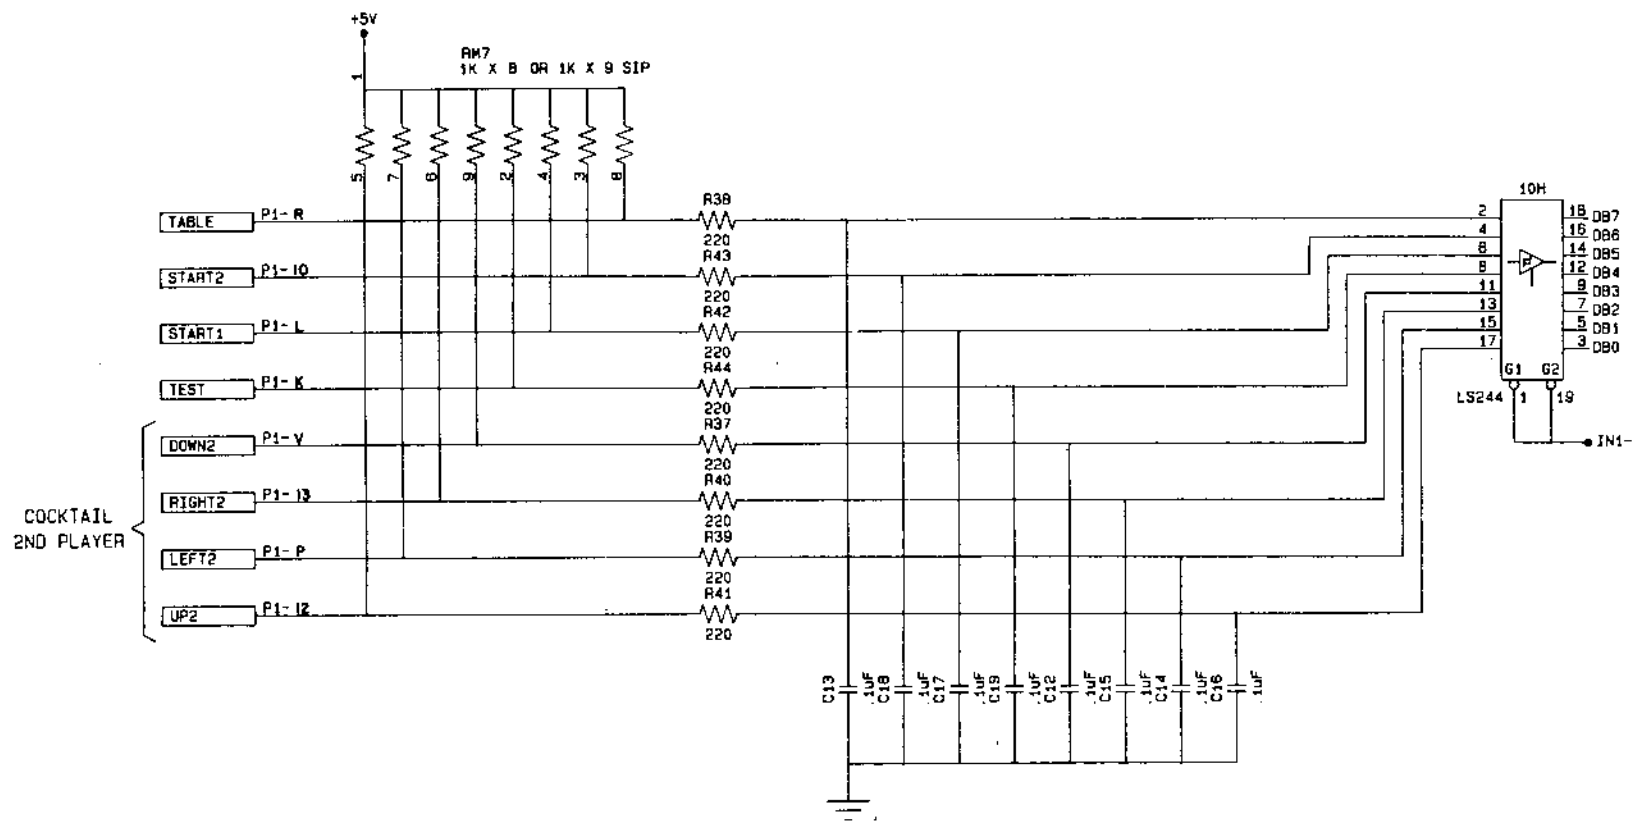 +5V
RM7
1K X 8 OR 1K X 9 SIP
1
5 7 6 9 2 4 3 8
TABLE P1-R
R38
220
START2 P1-10
R43
220
START1 P1-L
R42
220
TEST P1-K
R44
220
DOWN2 P1-V
R37
220
RIGHT2 P1-13
R40
220
LEFT2 P1-P
R39
220
UP2 P1-12
R41
220
COCKTAIL
2ND PLAYER
10H
2 18 DB7
4 16 DB6
6 14 DB5
8 12 DB4
11 9 DB3
13 7 DB2
15 5 DB1
17 3 DB0
G1 G2
LS244 1 19
IN1-
C13 .1uF
C18 .1uF
C17 .1uF
C19 .1uF
C12 .1uF
C15 .1uF
C14 .1uF
C16 .1uF